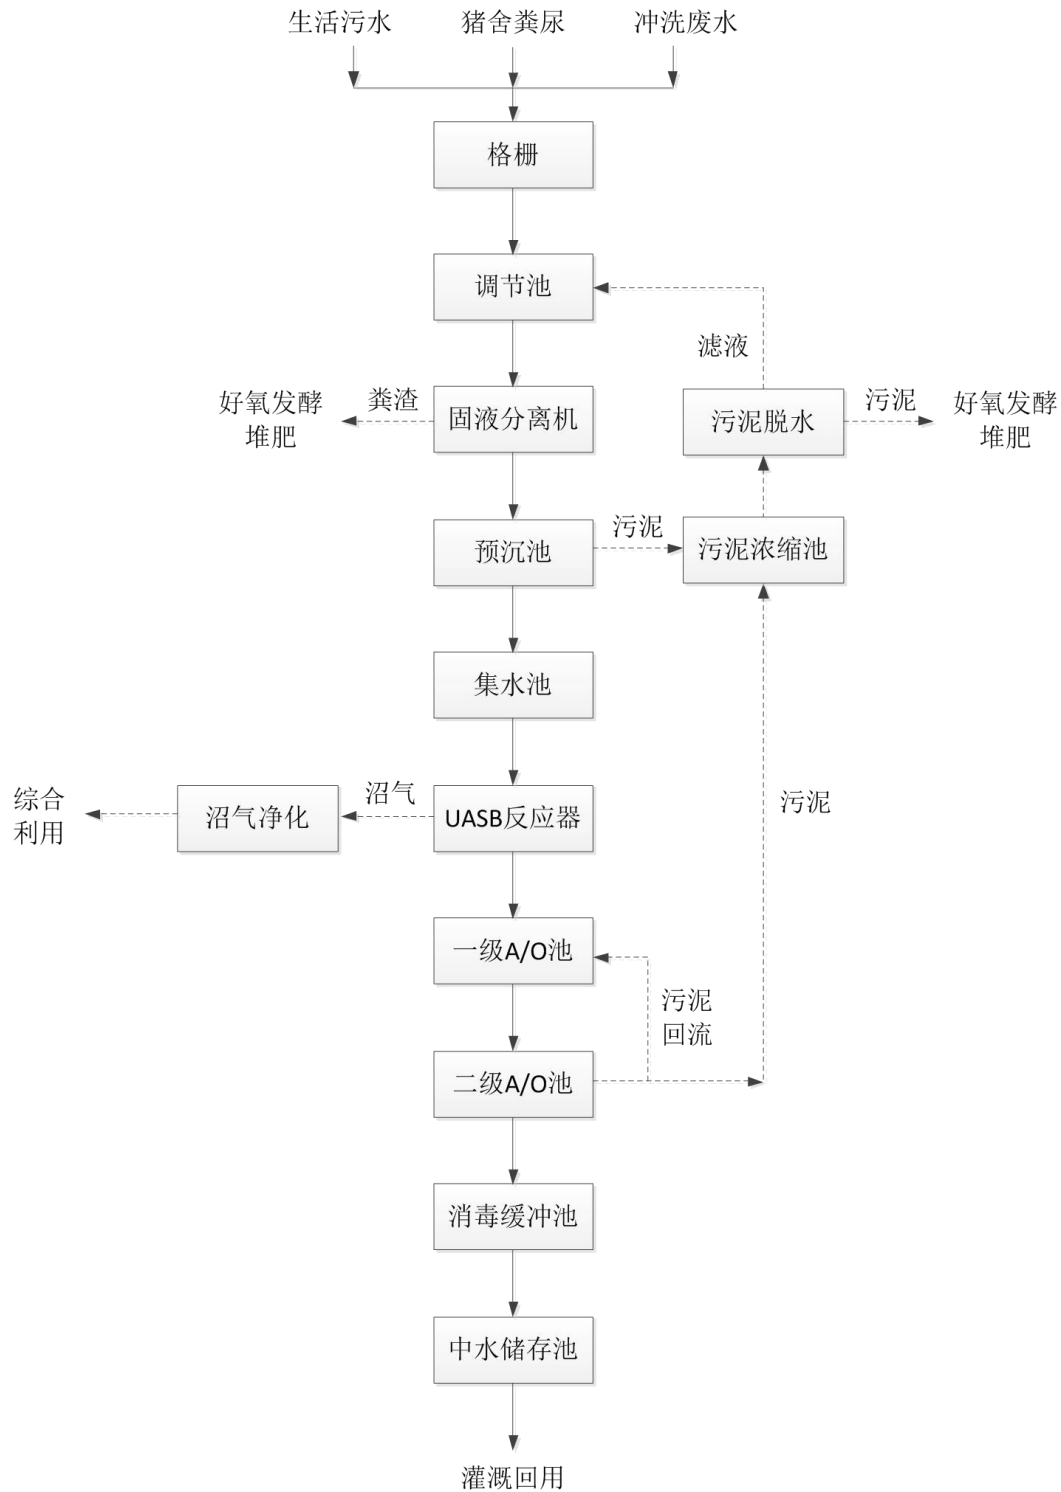 生活污水
猪舍粪尿
冲洗废水
格栅
调节池
滤液
好氧发酵
堆肥
粪渣
固液分离机
污泥脱水
污泥
好氧发酵
堆肥
预沉池
污泥
污泥浓缩池
集水池
综合
利用
沼气净化
沼气
UASB反应器
污泥
一级A/O池
污泥
回流
二级A/O池
消毒缓冲池
中水储存池
灌溉回用